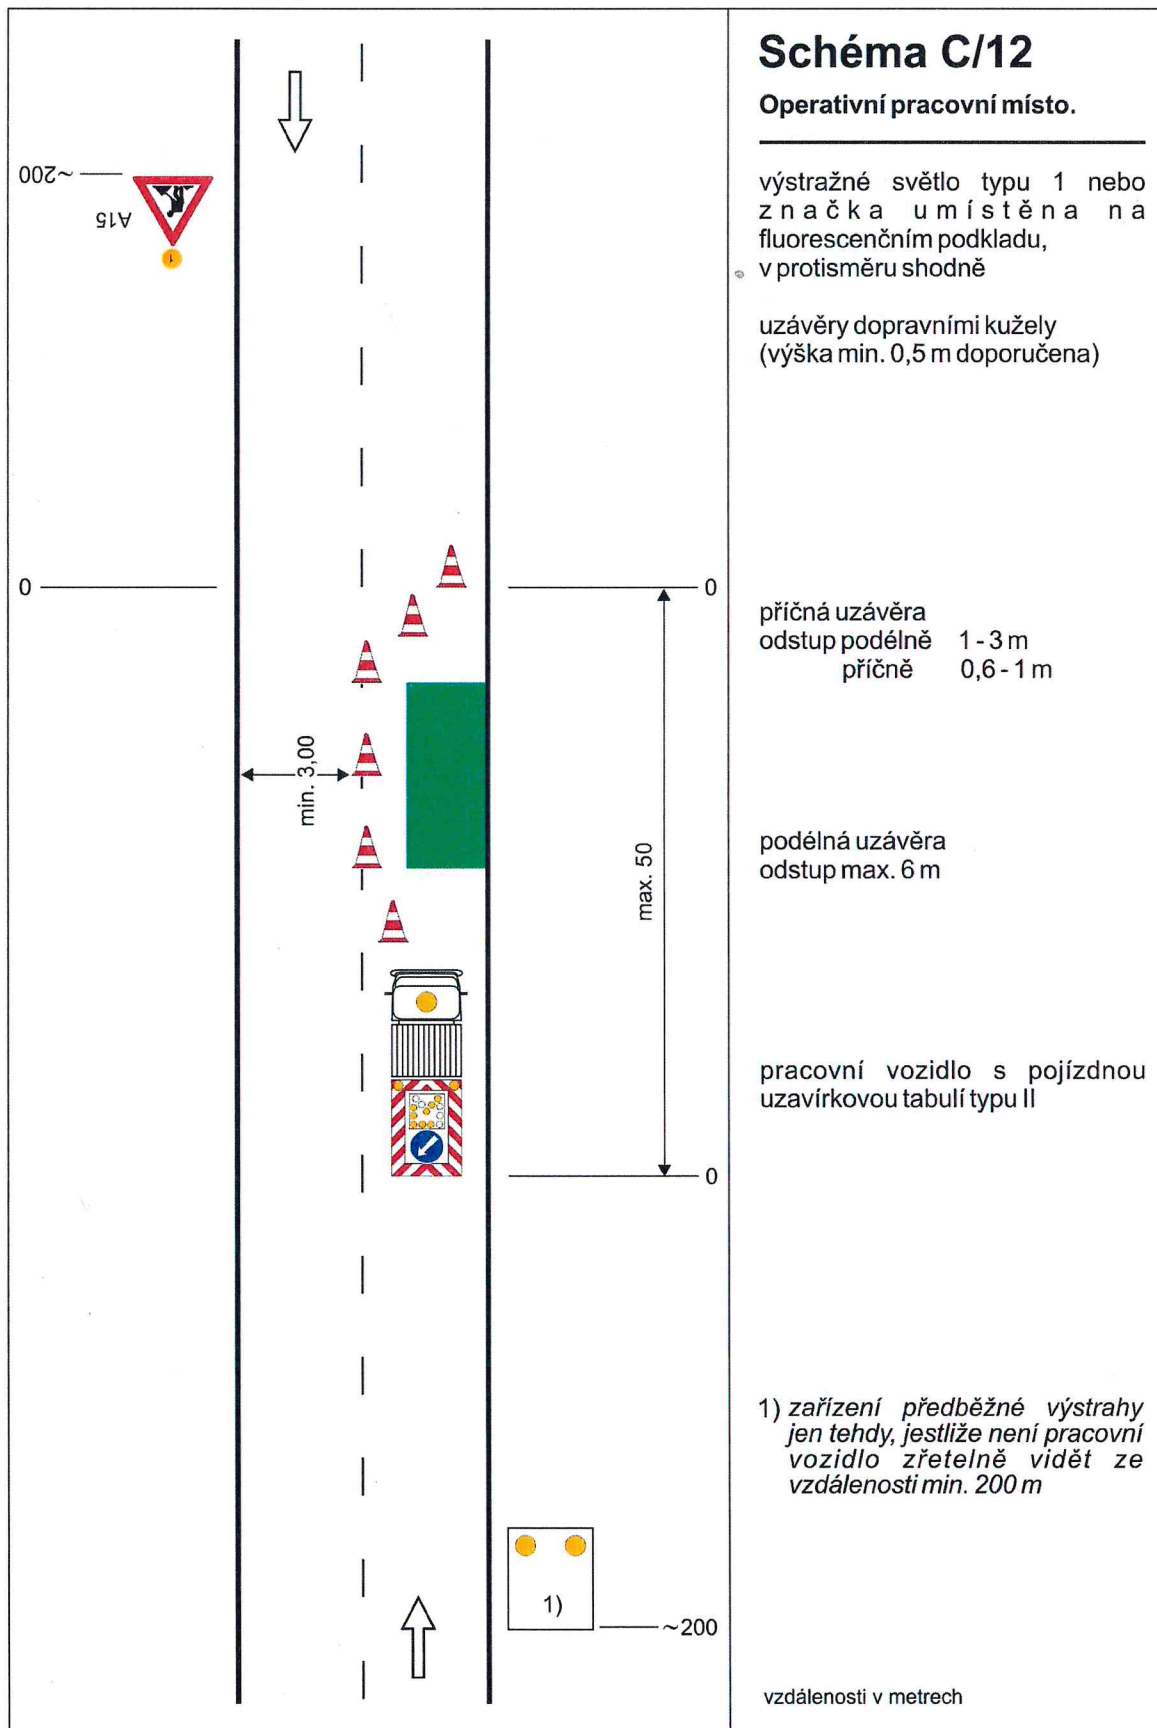 Schéma C/12
Operativní pracovní místo.
výstražné světlo typu 1 nebo
značka umístěna na
fluorescenčním podkladu,
v protisměru shodně
uzávěry dopravními kužely
(výška min. 0,5 m doporučena)
příčná uzávěra
odstup podélně 1 - 3 m
příčně 0,6 - 1 m
podélná uzávěra
odstup max. 6 m
pracovní vozidlo s pojízdnou
uzavírkovou tabulí typu II
1) zařízení předběžné výstrahy
jen tehdy, jestliže není pracovní
vozidlo zřetelně vidět ze
vzdálenosti min. 200 m
vzdálenosti v metrech
~200
A15
1
0
0
min. 3,00
max. 50
0
1)
~200